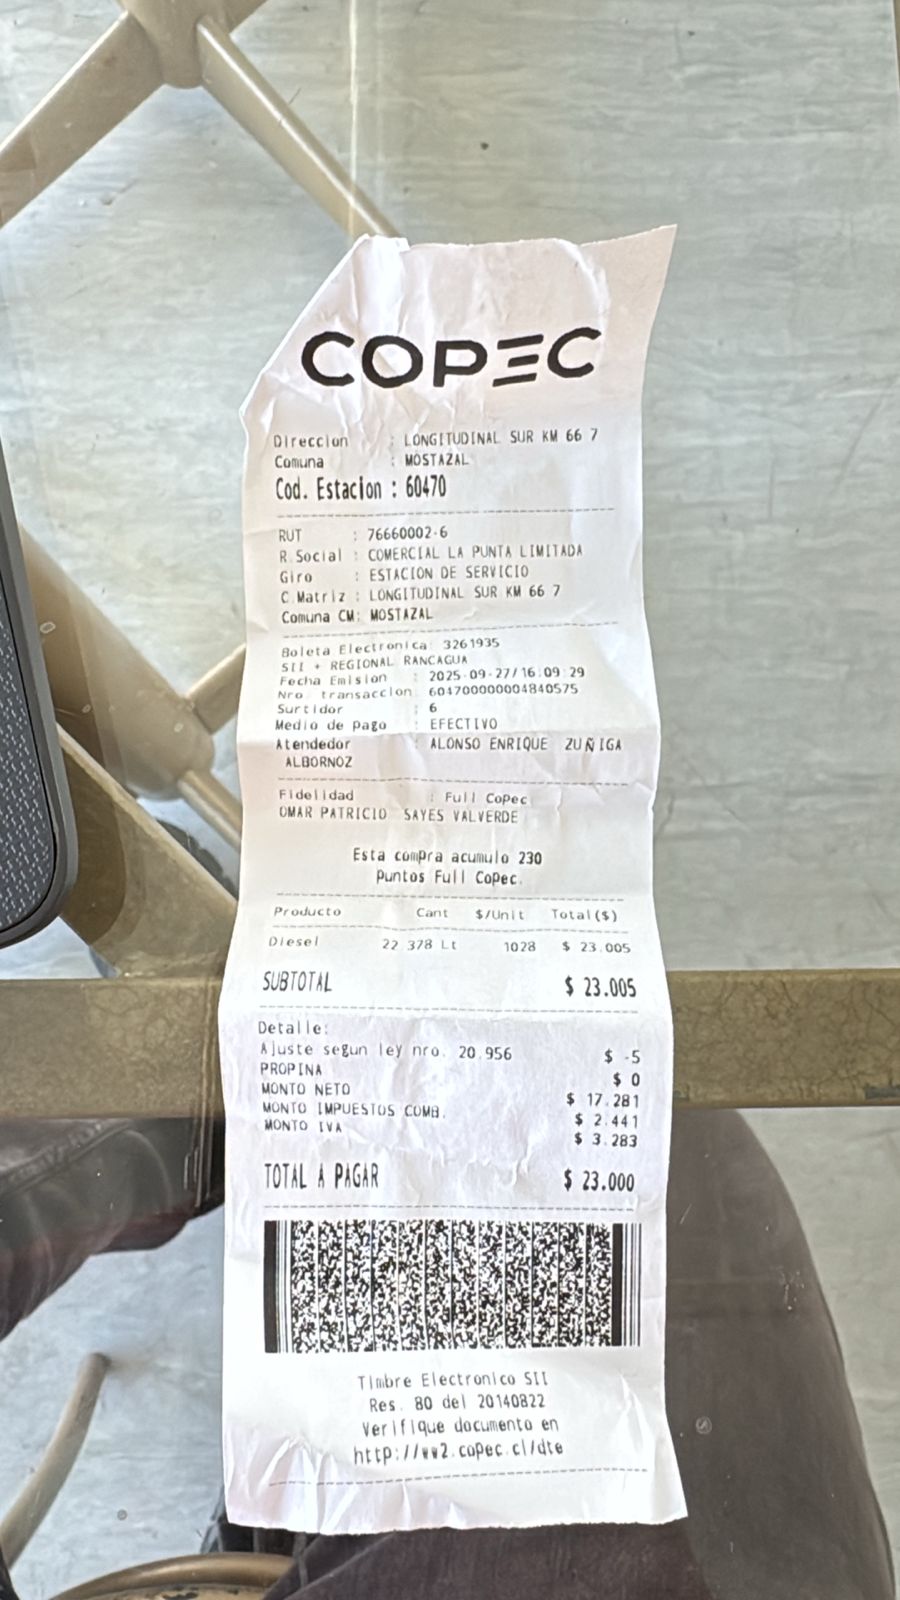 COPEC
Direccion : LONGITUDINAL SUR KM 66 7
Comuna : MOSTAZAL
Cod. Estacion : 60470
RUT : 76660002-6
R.Social : COMERCIAL LA PUNTA LIMITADA
Giro : ESTACION DE SERVICIO
C.Matriz : LONGITUDINAL SUR KM 66 7
Comuna CM: MOSTAZAL
Boleta Electronica: 3261935
SII - REGIONAL RANCAGUA
Fecha Emision : 2025-09-27/16:09:29
Nro. transaccion: 604700000004840575
Surtidor : 6
Medio de pago : EFECTIVO
Atendedor : ALONSO ENRIQUE ZUÑIGA
ALBORNOZ
Fidelidad : Full Copec
OMAR PATRICIO SAYES VALVERDE
Esta compra acumulo 230
Puntos Full Copec.
Producto Cant $/Unit Total($)
Diesel 22.378 Lt 1028 $ 23.005
SUBTOTAL $ 23.005
Detalle:
Ajuste segun ley nro. 20.956 $ -5
PROPINA $ 0
MONTO NETO $ 17.281
MONTO IMPUESTOS COMB. $ 2.441
MONTO IVA $ 3.283
TOTAL A PAGAR $ 23.000
Timbre Electronico SII
Res. 80 del 20140822
Verifique documento en
http://ww2.copec.cl/dte